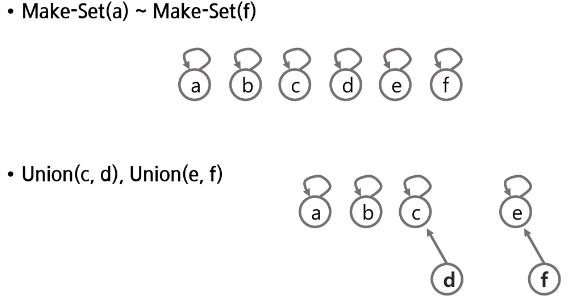 • Make-Set(a) ~ Make-Set(f)
a b c d e f
• Union(c, d), Union(e, f)
a b c e
d f